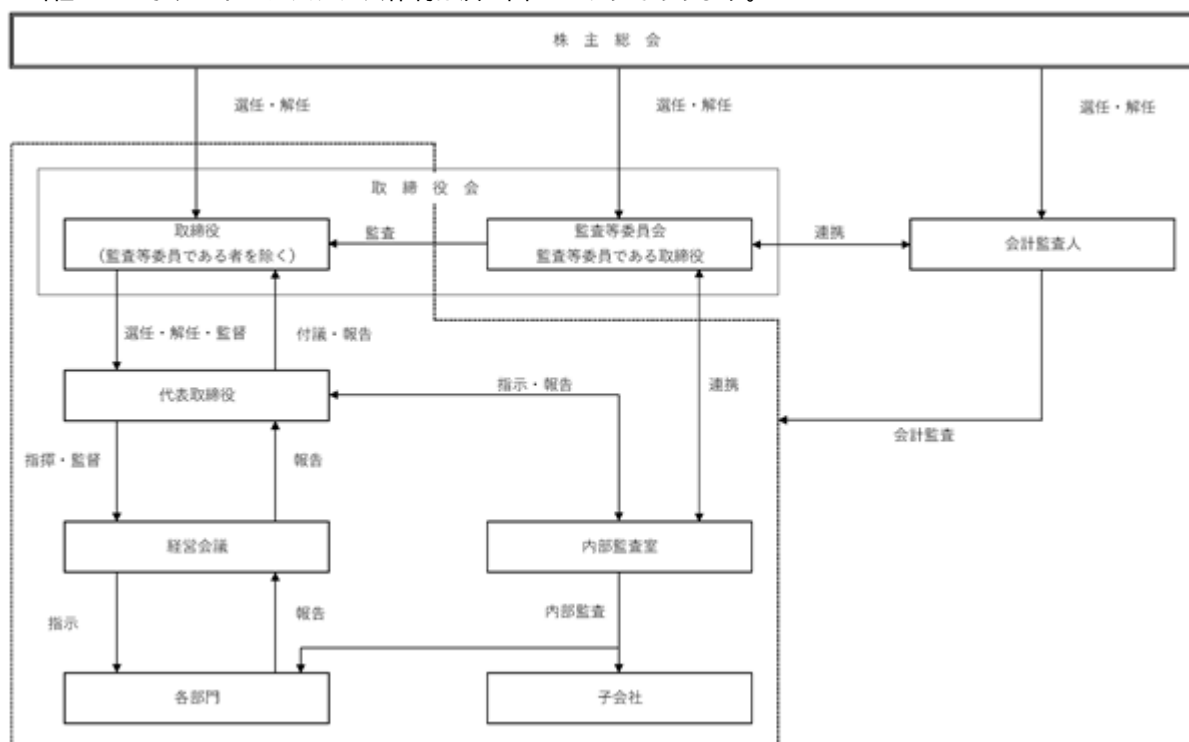 株 主 総 会
選任・解任
選任・解任
選任・解任
取 締 役 会
取締役
(監査等委員である者を除く)
監査
監査等委員会
監査等委員である取締役
連携
会計監査人
選任・解任・監督
付議・報告
代表取締役
指示・報告
連携
会計監査
指揮・監督
報告
経営会議
内部監査室
指示
報告
内部監査
各部門
子会社